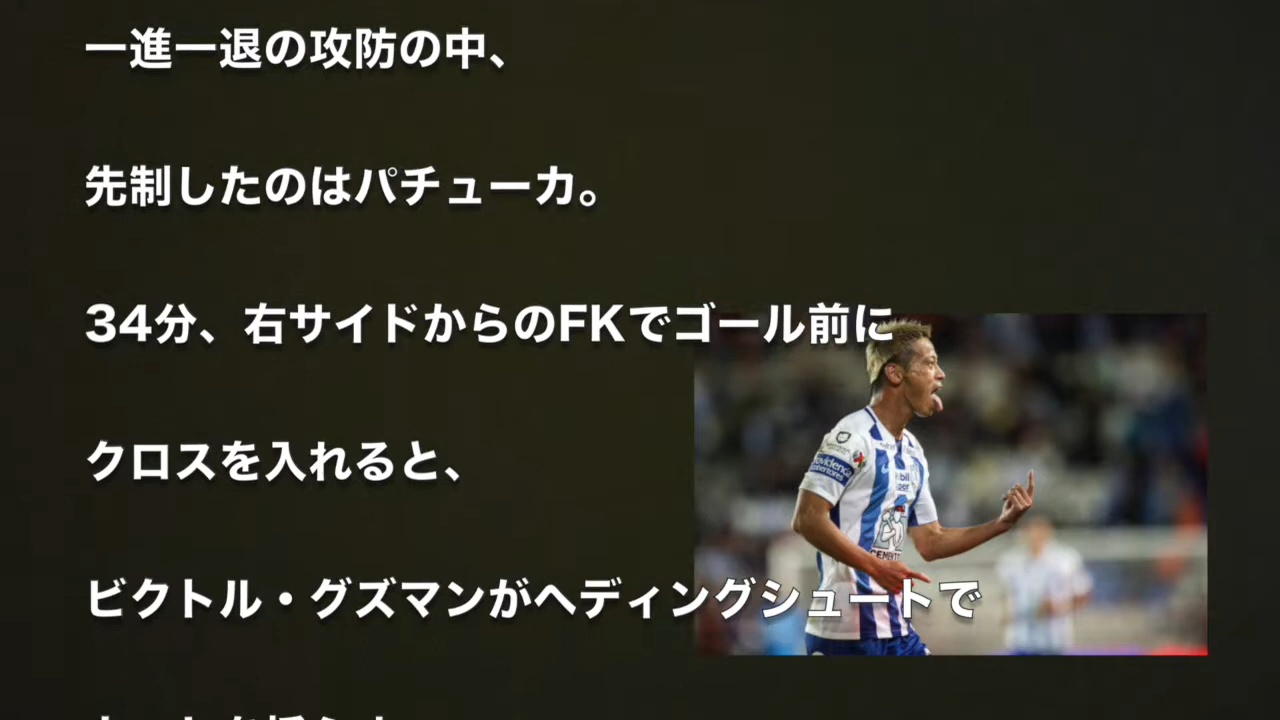 一進一退の攻防の中、
先制したのはパチューカ。
34分、右サイドからのFKでゴール前に
クロスを入れると、
ビクトル・グズマンがヘディングシュートで